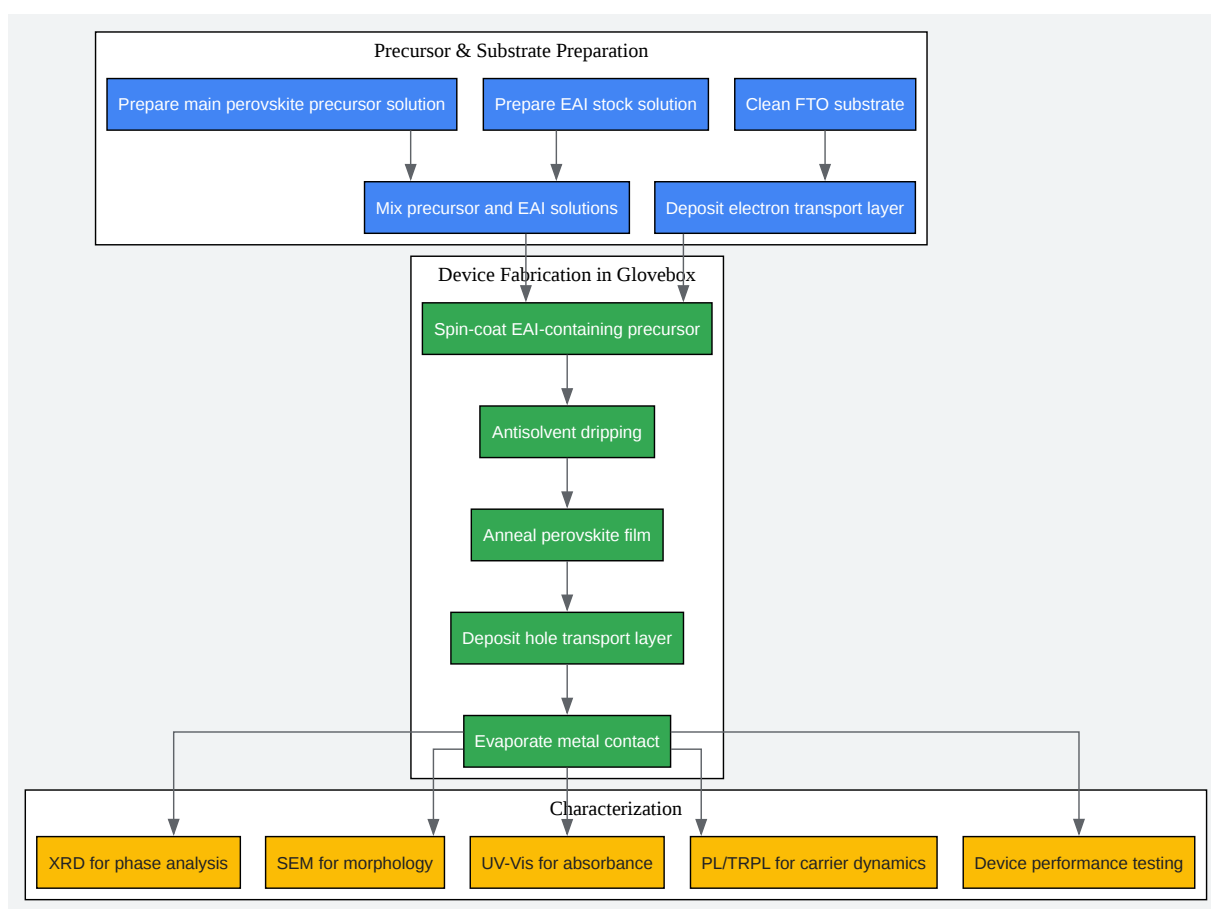 Precursor & Substrate Preparation
Prepare main perovskite precursor solution
Prepare EAI stock solution
Clean FTO substrate
Mix precursor and EAI solutions
Deposit electron transport layer
Device Fabrication in Glovebox
Spin-coat EAI-containing precursor
Antisolvent dripping
Anneal perovskite film
Deposit hole transport layer
Evaporate metal contact
Characterization
XRD for phase analysis
SEM for morphology
UV-Vis for absorbance
PL/TRPL for carrier dynamics
Device performance testing